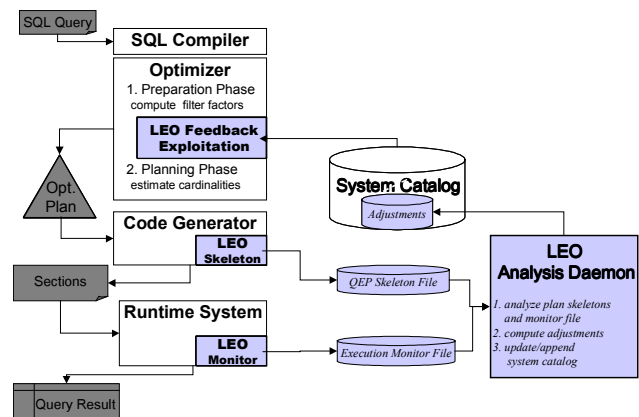 SQL Query
SQL Compiler
Optimizer
1. Preparation Phase
compute filter factors
LEO Feedback
Exploitation
2. Planning Phase
estimate cardinalities
Opt.
Plan
System Catalog
Adjustments
Code Generator
LEO
Skeleton
Sections
QEP Skeleton File
LEO
Analysis Daemon
1. analyze plan skeletons
and monitor file
2. compute adjustments
3. update/append
system catalog
Runtime System
LEO
Monitor
Execution Monitor File
Query Result